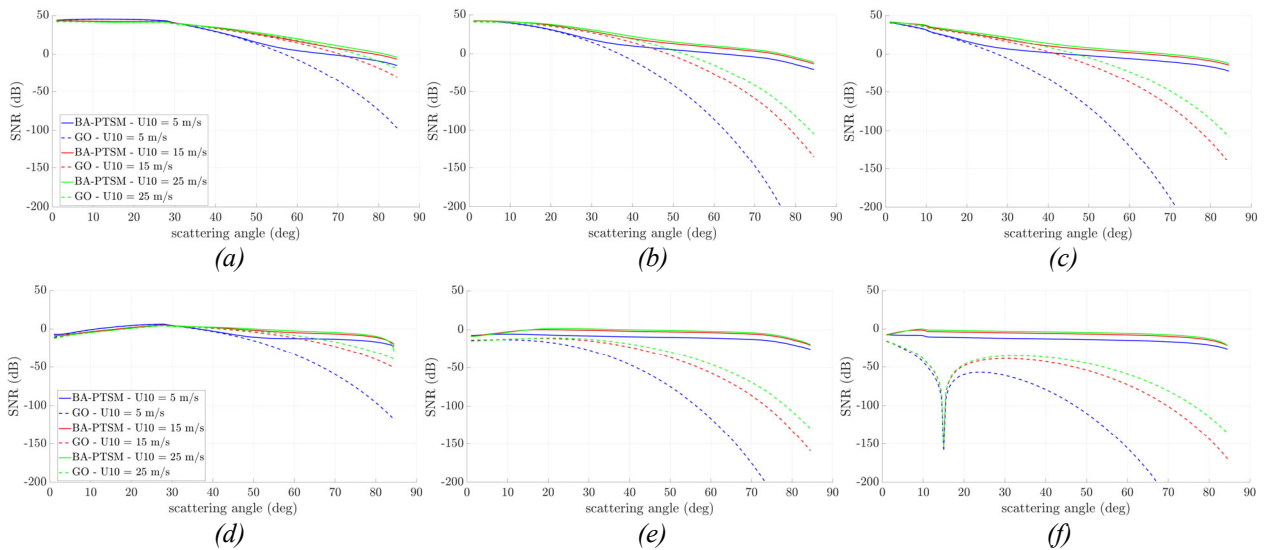 50
0
-50
-100
-150
-200
SNR (dB)
BA-PTSM - U10 = 5 m/s
GO - U10 = 5 m/s
BA-PTSM - U10 = 15 m/s
GO - U10 = 15 m/s
BA-PTSM - U10 = 25 m/s
GO - U10 = 25 m/s
0 10 20 30 40 50 60 70 80 90
scattering angle (deg)
(a)
50
0
-50
-100
-150
-200
SNR (dB)
0 10 20 30 40 50 60 70 80 90
scattering angle (deg)
(b)
50
0
-50
-100
-150
-200
SNR (dB)
0 10 20 30 40 50 60 70 80 90
scattering angle (deg)
(c)
50
0
-50
-100
-150
-200
SNR (dB)
BA-PTSM - U10 = 5 m/s
GO - U10 = 5 m/s
BA-PTSM - U10 = 15 m/s
GO - U10 = 15 m/s
BA-PTSM - U10 = 25 m/s
GO - U10 = 25 m/s
0 10 20 30 40 50 60 70 80 90
scattering angle (deg)
(d)
50
0
-50
-100
-150
-200
SNR (dB)
0 10 20 30 40 50 60 70 80 90
scattering angle (deg)
(e)
50
0
-50
-100
-150
-200
SNR (dB)
0 10 20 30 40 50 60 70 80 90
scattering angle (deg)
(f)